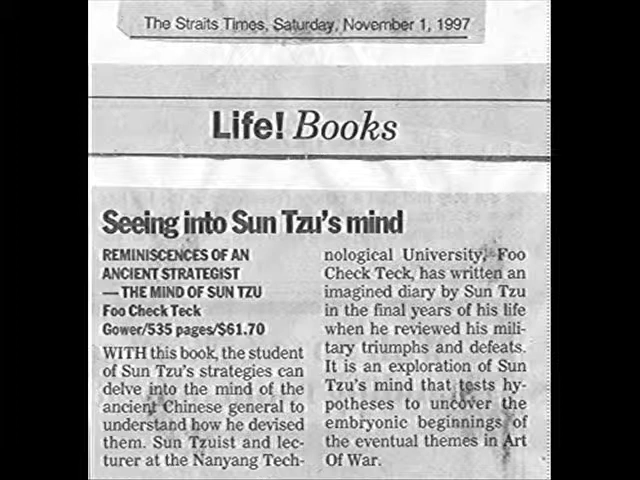 The Straits Times, Saturday, November 1, 1997
Life! Books
Seeing into Sun Tzu's mind
REMINISCENCES OF AN
ANCIENT STRATEGIST
— THE MIND OF SUN TZU
Foo Check Teck
Gower/535 pages/$61.70
WITH this book, the student
of Sun Tzu's strategies can
delve into the mind of the
ancient Chinese general to
understand how he devised
them. Sun Tzuist and lec-
turer at the Nanyang Tech-
nological University, Foo
Check Teck, has written an
imagined diary by Sun Tzu
in the final years of his life
when he reviewed his mili-
tary triumphs and defeats.
It is an exploration of Sun
Tzu's mind that tests hy-
potheses to uncover the
embryonic beginnings of
the eventual themes in Art
Of War.